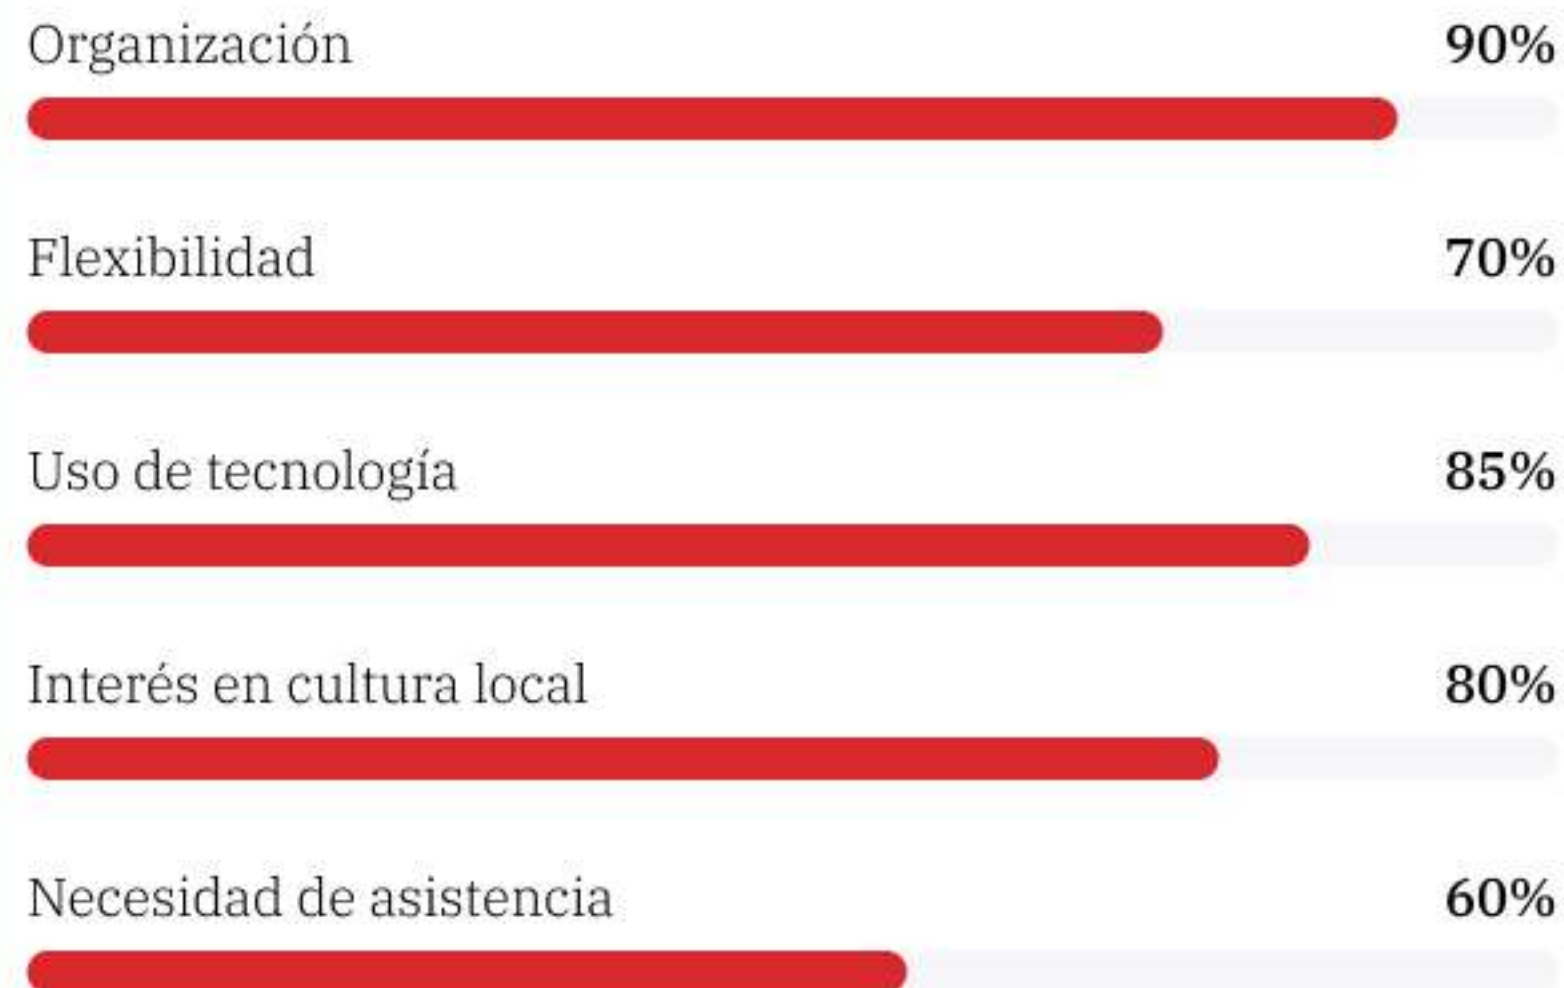 Organización 90%
Flexibilidad 70%
Uso de tecnología 85%
Interés en cultura local 80%
Necesidad de asistencia 60%